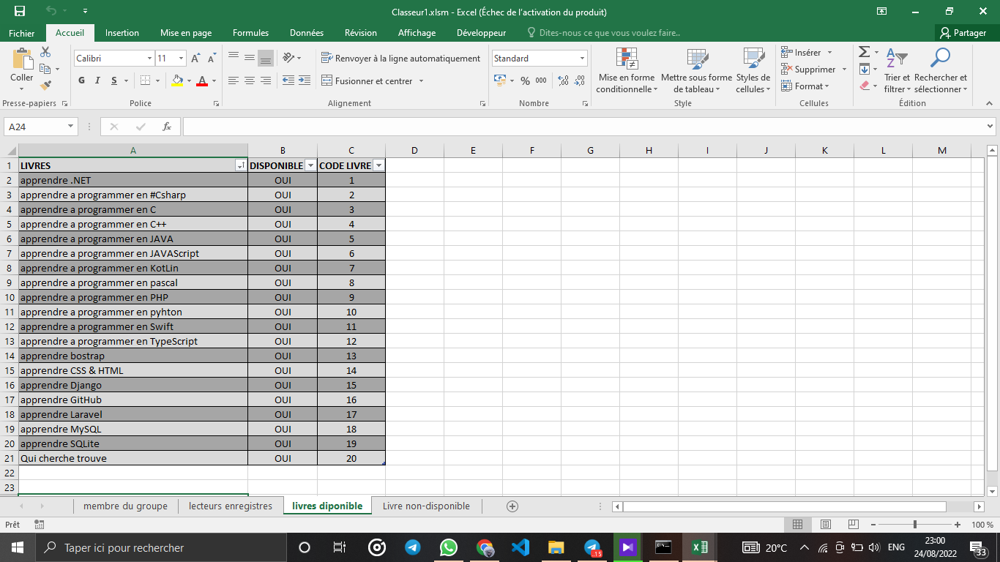 Classeur1.xlsm - Excel (Échec de l'activation du produit)
Fichier Accueil Insertion Mise en page Formules Données Révision Affichage Développeur Dites-nous ce que vous voulez faire.. Partager
Coller
Presse-papiers
Calibri 11
G I S
Police
Renvoyer à la ligne automatiquement
Fusionner et centrer
Alignement
Standard
% 000
Nombre
Mise en forme conditionnelle
Mettre sous forme de tableau
Styles de cellules
Style
Insérer
Supprimer
Format
Cellules
Trier et filtrer
Rechercher et sélectionner
Édition
A24 fx
A B C D E F G H I J K L M
1 LIVRES DISPONIBLE CODE LIVRE
2 apprendre .NET OUI 1
3 apprendre a programmer en #Csharp OUI 2
4 apprendre a programmer en C OUI 3
5 apprendre a programmer en C++ OUI 4
6 apprendre a programmer en JAVA OUI 5
7 apprendre a programmer en JAVAScript OUI 6
8 apprendre a programmer en KotLin OUI 7
9 apprendre a programmer en pascal OUI 8
10 apprendre a programmer en PHP OUI 9
11 apprendre a programmer en pyhton OUI 10
12 apprendre a programmer en Swift OUI 11
13 apprendre a programmer en TypeScript OUI 12
14 apprendre bostrap OUI 13
15 apprendre CSS & HTML OUI 14
16 apprendre Django OUI 15
17 apprendre GitHub OUI 16
18 apprendre Laravel OUI 17
19 apprendre MySQL OUI 18
20 apprendre SQLite OUI 19
21 Qui cherche trouve OUI 20
22
23
membre du groupe lecteurs enregistres livres diponible Livre non-disponible
Prêt 100 %
Taper ici pour rechercher 15 20°C ENG 23:00
24/08/2022 33